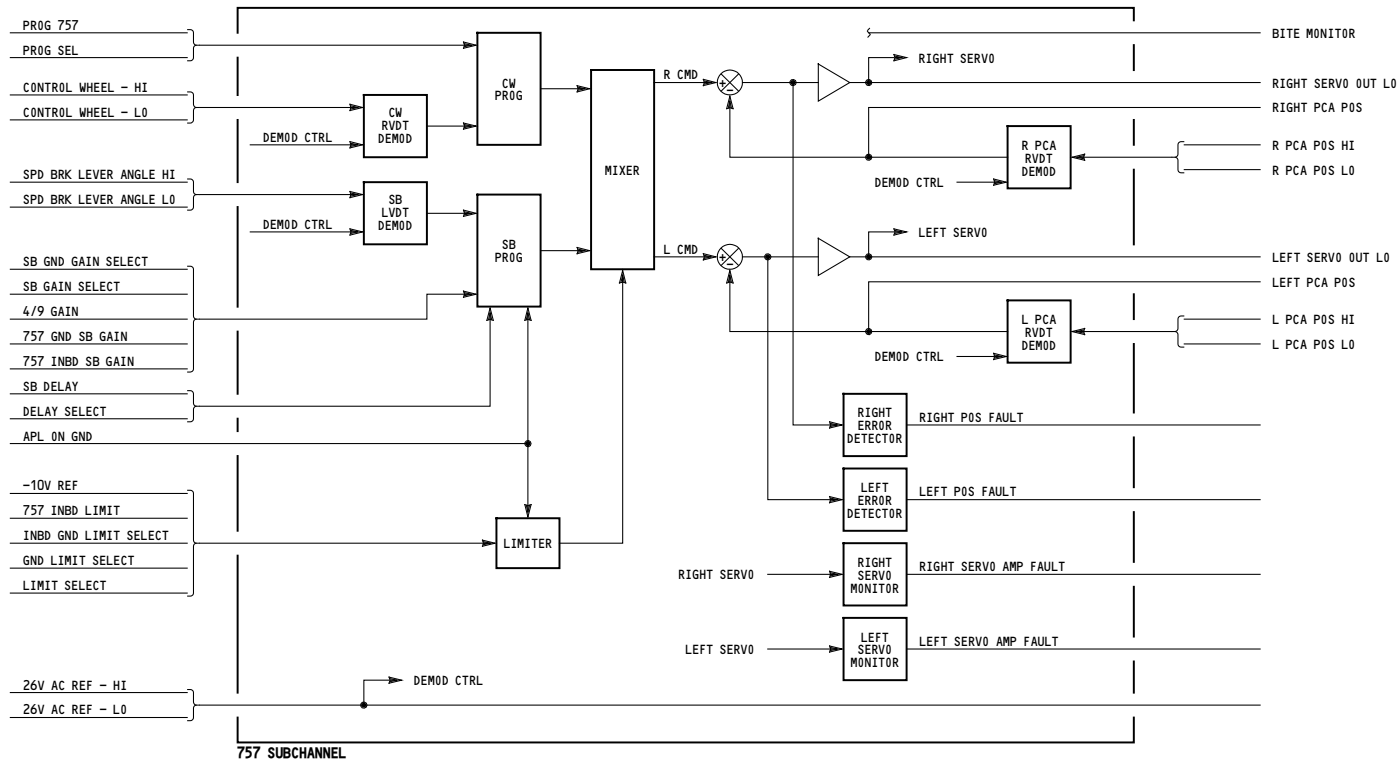 PROG 757
PROG SEL
CONTROL WHEEL - HI
CONTROL WHEEL - LO
DEMOD CTRL
SPD BRK LEVER ANGLE HI
SPD BRK LEVER ANGLE LO
DEMOD CTRL
SB GND GAIN SELECT
SB GAIN SELECT
4/9 GAIN
757 GND SB GAIN
757 INBD SB GAIN
SB DELAY
DELAY SELECT
APL ON GND
-10V REF
757 INBD LIMIT
INBD GND LIMIT SELECT
GND LIMIT SELECT
LIMIT SELECT
26V AC REF - HI
26V AC REF - LO
CW
RVDT
DEMOD
SB
LVDT
DEMOD
CW
PROG
SB
PROG
LIMITER
MIXER
R CMD
L CMD
+
-
+
-
RIGHT SERVO
LEFT SERVO
R PCA
RVDT
DEMOD
DEMOD CTRL
L PCA
RVDT
DEMOD
DEMOD CTRL
BITE MONITOR
RIGHT SERVO OUT LO
RIGHT PCA POS
R PCA POS HI
R PCA POS LO
LEFT SERVO OUT LO
LEFT PCA POS
L PCA POS HI
L PCA POS LO
RIGHT
ERROR
DETECTOR
RIGHT POS FAULT
LEFT
ERROR
DETECTOR
LEFT POS FAULT
RIGHT SERVO
RIGHT
SERVO
MONITOR
RIGHT SERVO AMP FAULT
LEFT SERVO
LEFT
SERVO
MONITOR
LEFT SERVO AMP FAULT
DEMOD CTRL
757 SUBCHANNEL